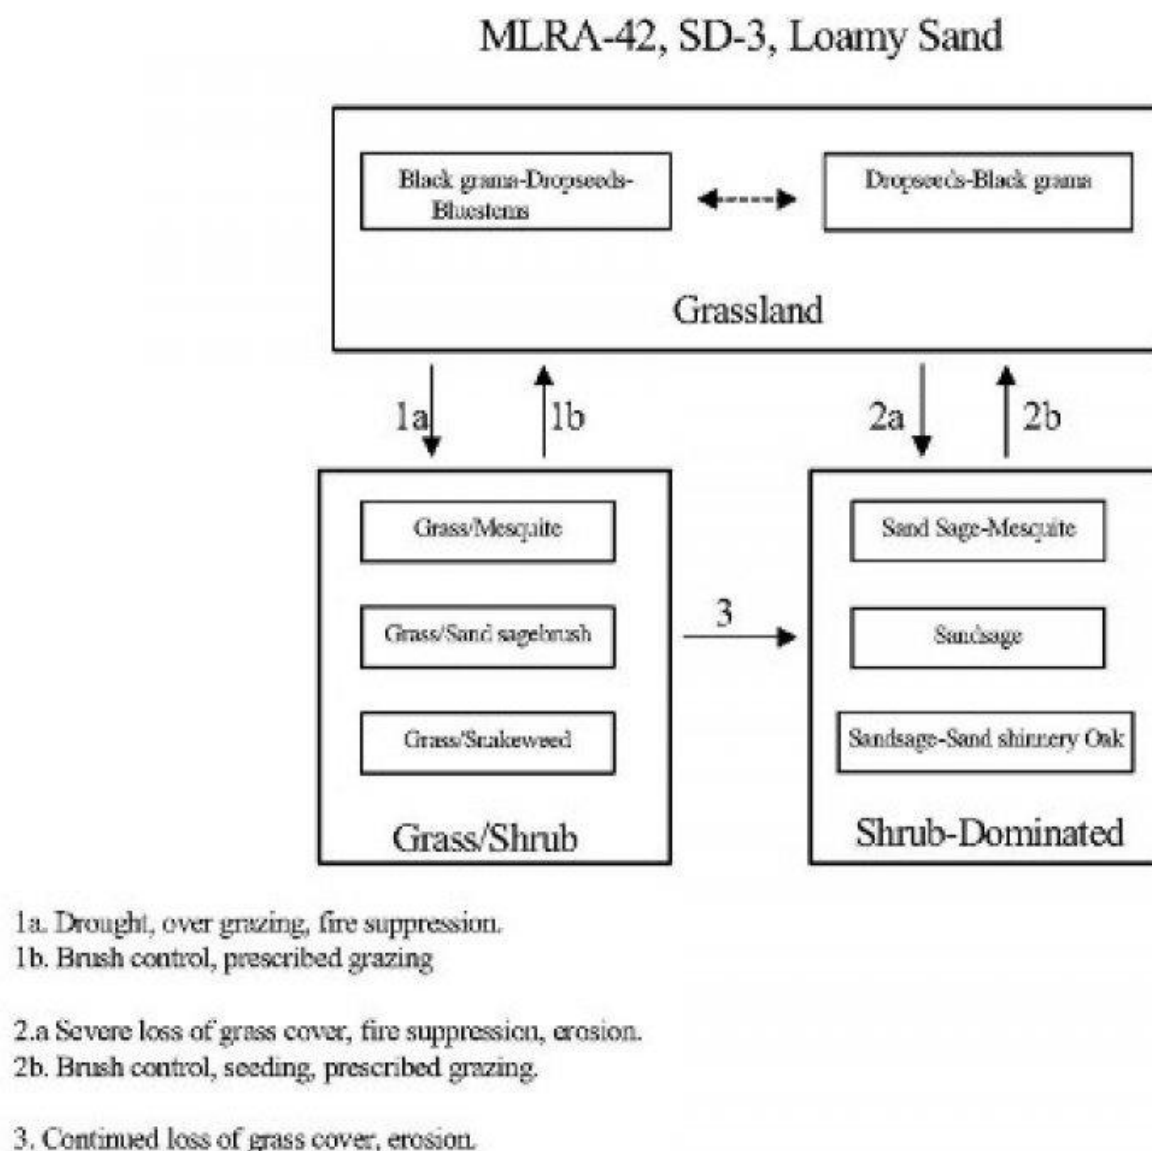 MLRA-42, SD-3, Loamy Sand
Black grama-Dropseeds-
Bluestems
Dropseeds-Black grama
Grassland
1a
1b
2a
2b
Grass/Mesquite
Grass/Sand sagebrush
Grass/Snakeweed
Grass/Shrub
3
Sand Sage-Mesquite
Sandsage
Sandsage-Sand shinnery Oak
Shrub-Dominated
1a. Drought, over grazing, fire suppression.
1b. Brush control, prescribed grazing
2.a Severe loss of grass cover, fire suppression, erosion.
2b. Brush control, seeding, prescribed grazing.
3. Continued loss of grass cover, erosion.